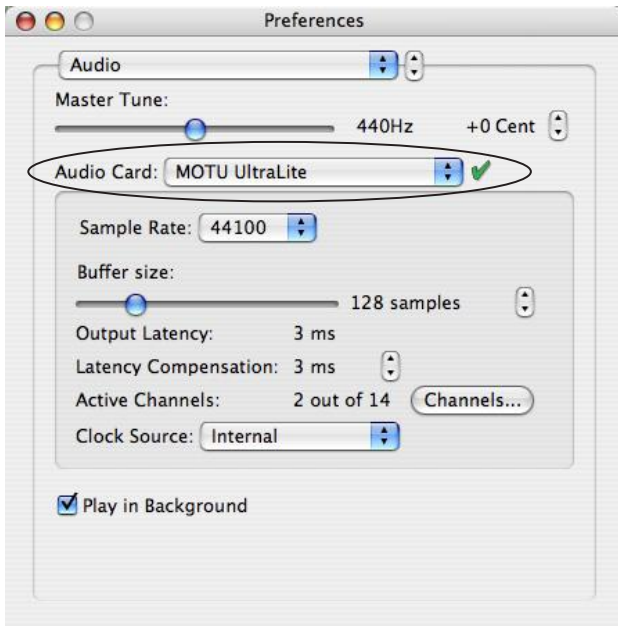 Preferences
Audio
Master Tune:
440Hz +0 Cent
Audio Card: MOTU UltraLite
Sample Rate: 44100
Buffer size:
128 samples
Output Latency: 3 ms
Latency Compensation: 3 ms
Active Channels: 2 out of 14 Channels...
Clock Source: Internal
Play in Background